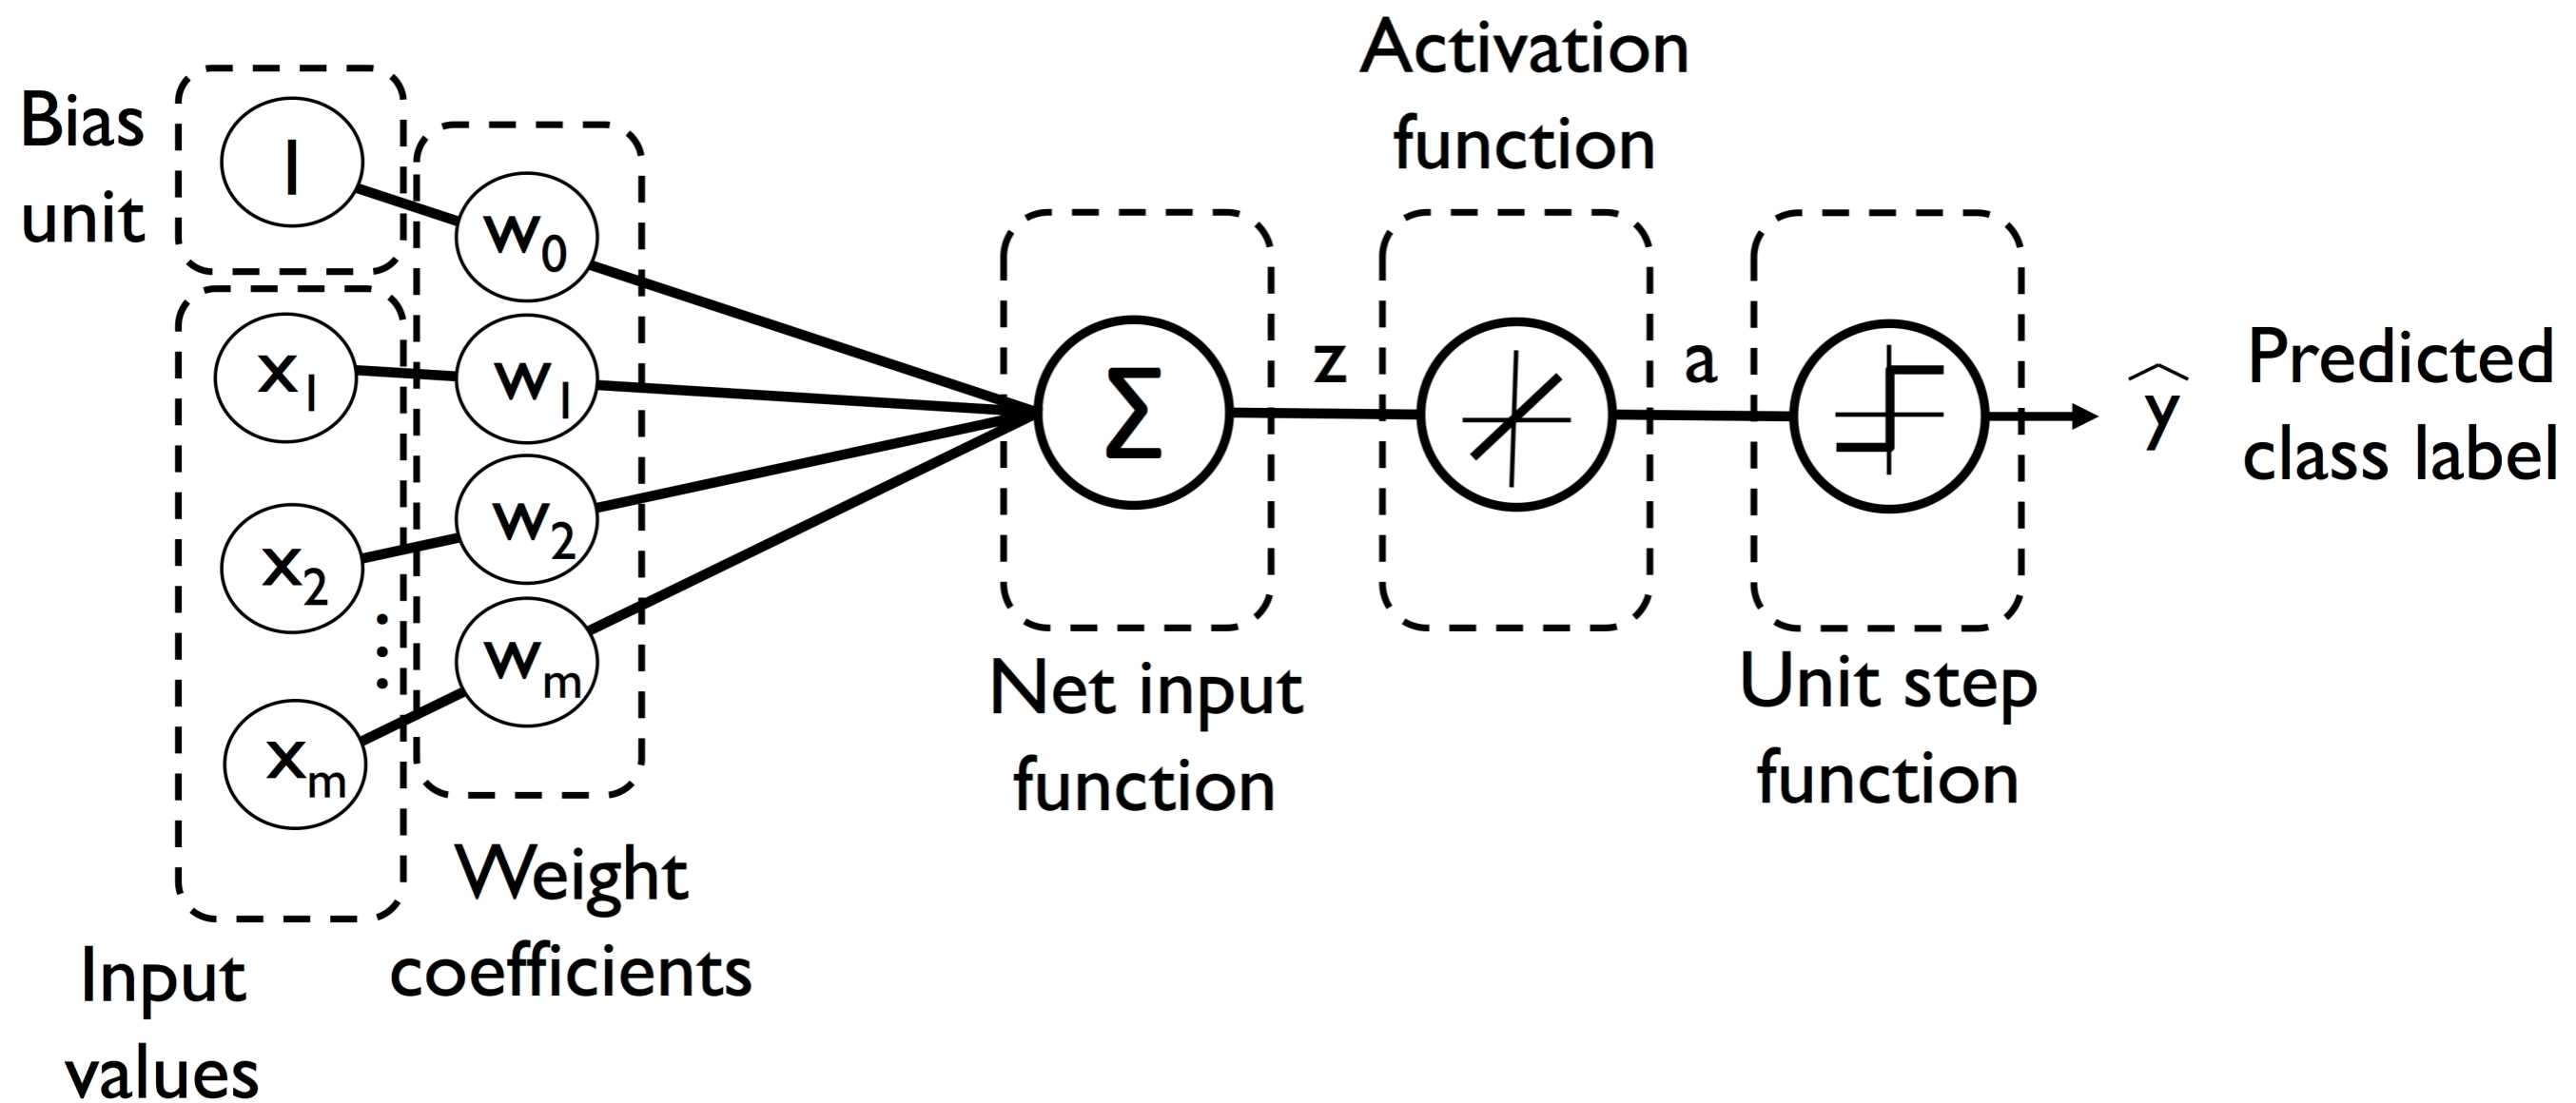 Bias
unit
1
x1
x2
⋮
xm
Input
values
w0
w1
w2
wm
Weight
coefficients
Σ
Net input
function
z
Activation
function
a
Unit step
function
ŷ
Predicted
class label